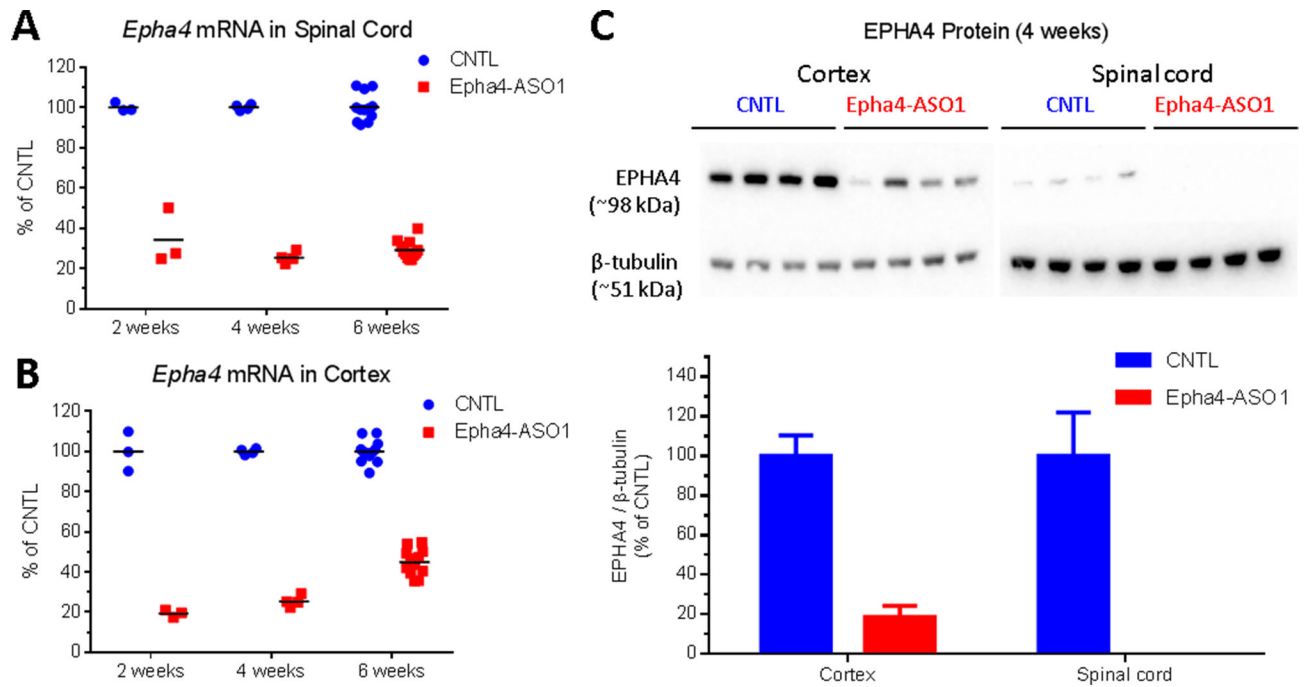 A
Epha4 mRNA in Spinal Cord
CNTL
Epha4-ASO1
% of CNTL
120
100
80
60
40
20
0
2 weeks
4 weeks
6 weeks
B
Epha4 mRNA in Cortex
CNTL
Epha4-ASO1
% of CNTL
120
100
80
60
40
20
0
2 weeks
4 weeks
6 weeks
C
EPHA4 Protein (4 weeks)
Cortex
Spinal cord
CNTL
Epha4-ASO1
CNTL
Epha4-ASO1
EPHA4
(~98 kDa)
β-tubulin
(~51 kDa)
CNTL
Epha4-ASO1
EPHA4 / β-tubulin
(% of CNTL)
140
120
100
80
60
40
20
0
Cortex
Spinal cord